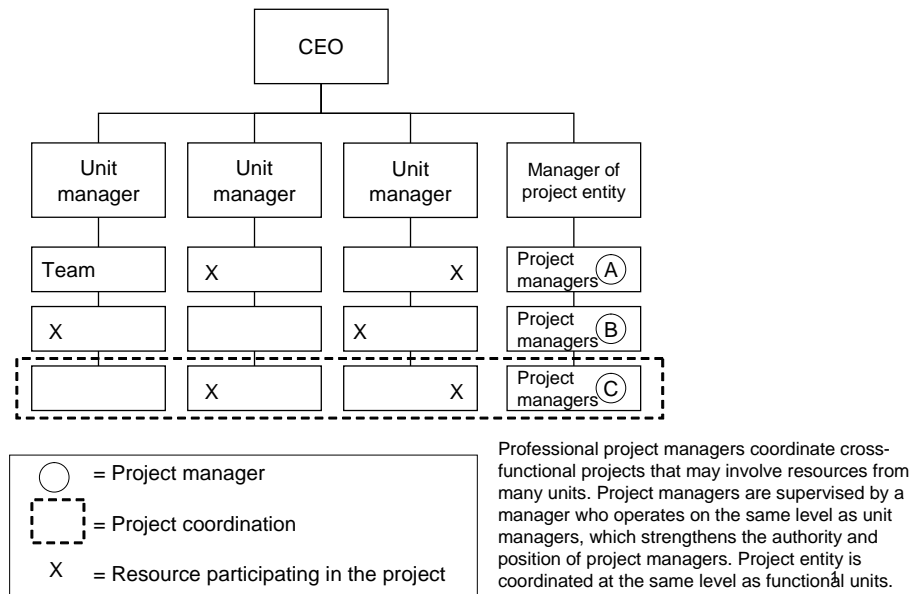 CEO
Unit
manager
Unit
manager
Unit
manager
Manager of
project entity
Team
X
X
Project
managers
A
X
X
Project
managers
B
X
X
Project
managers
C
= Project manager
= Project coordination
X = Resource participating in the project
Professional project managers coordinate cross-
functional projects that may involve resources from
many units. Project managers are supervised by a
manager who operates on the same level as unit
managers, which strengthens the authority and
position of project managers. Project entity is
coordinated at the same level as functional units.
1